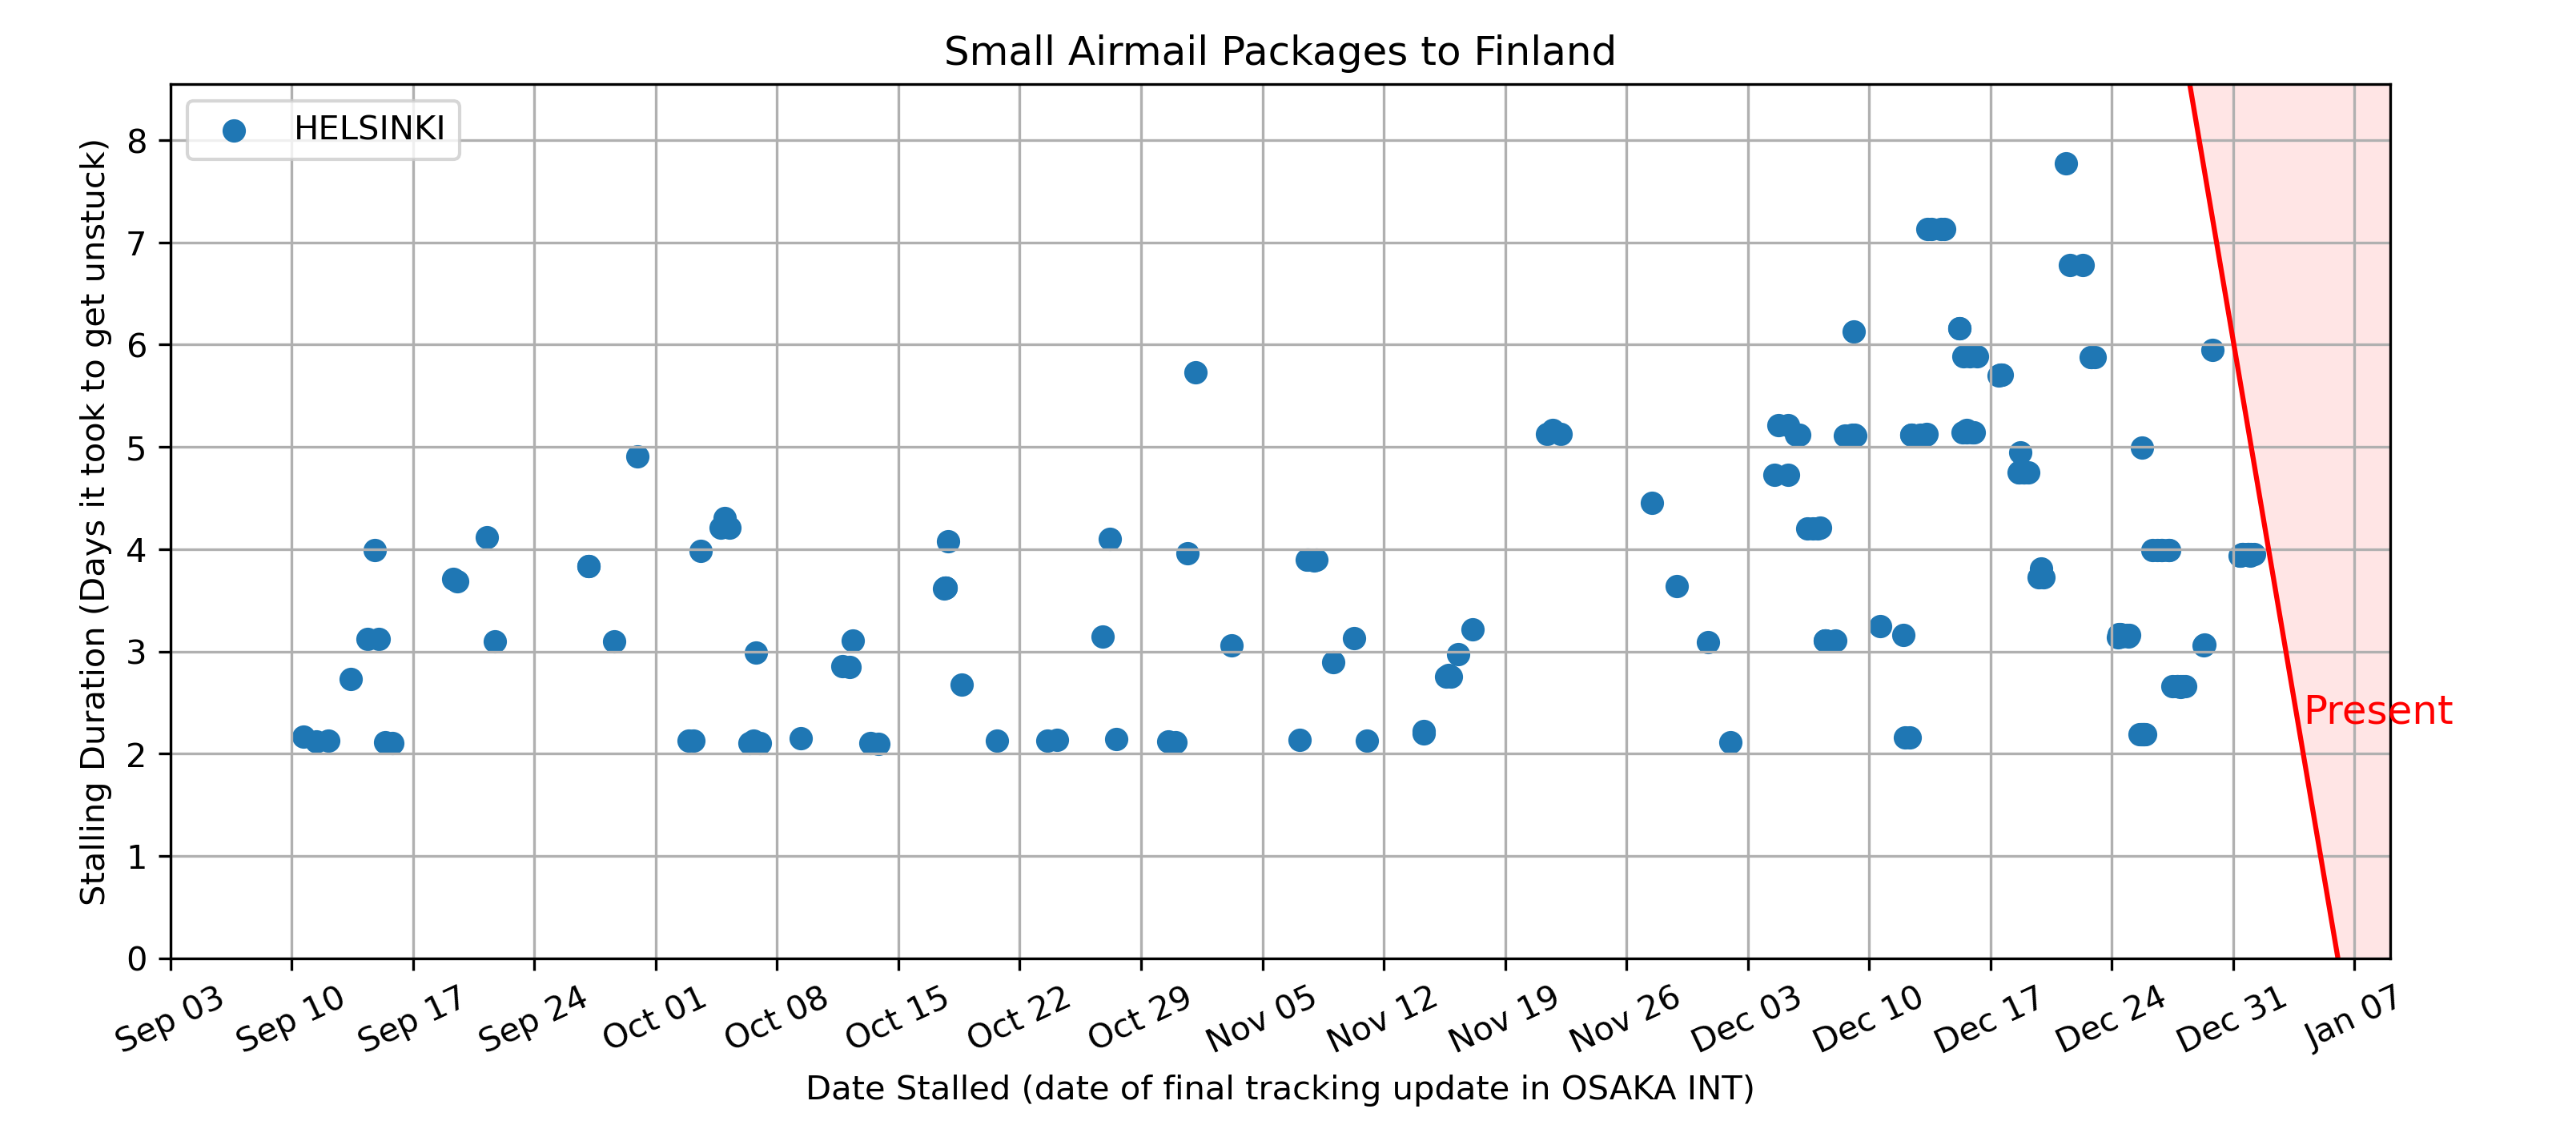 Small Airmail Packages to Finland
HELSINKI
Stalling Duration (Days it took to get unstuck)
8
7
6
5
4
3
2
1
0
Present
Sep 03
Sep 10
Sep 17
Sep 24
Oct 01
Oct 08
Oct 15
Oct 22
Oct 29
Nov 05
Nov 12
Nov 19
Nov 26
Dec 03
Dec 10
Dec 17
Dec 24
Dec 31
Jan 07
Date Stalled (date of final tracking update in OSAKA INT)